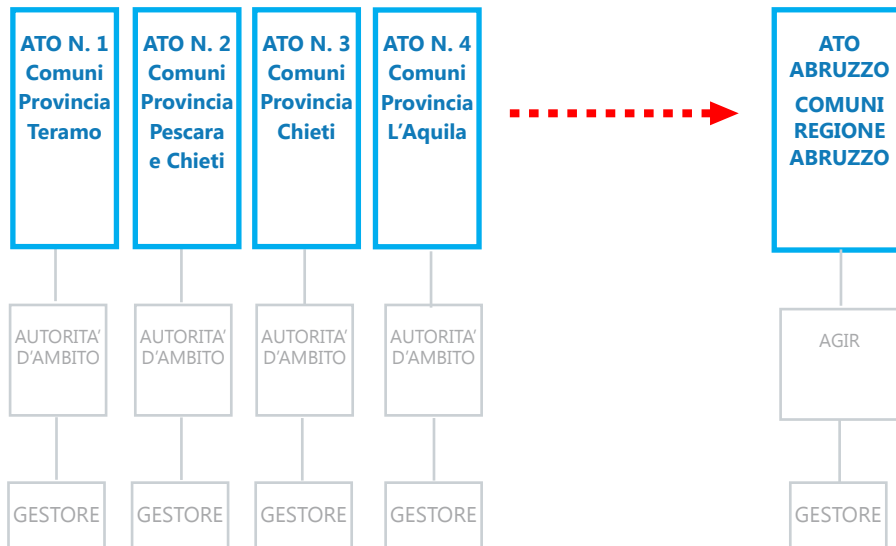 ATO N. 1
Comuni
Provincia
Teramo
ATO N. 2
Comuni
Provincia
Pescara
e Chieti
ATO N. 3
Comuni
Provincia
Chieti
ATO N. 4
Comuni
Provincia
L'Aquila
ATO
ABRUZZO
COMUNI
REGIONE
ABRUZZO
AUTORITA'
D'AMBITO
AUTORITA'
D'AMBITO
AUTORITA'
D'AMBITO
AUTORITA'
D'AMBITO
AGIR
GESTORE
GESTORE
GESTORE
GESTORE
GESTORE